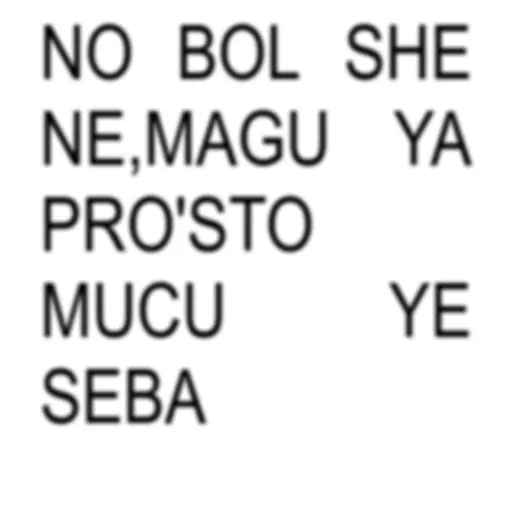 NO BOL SHE
NE,MAGU YA
PRO'STO
MUCU YE
SEBA